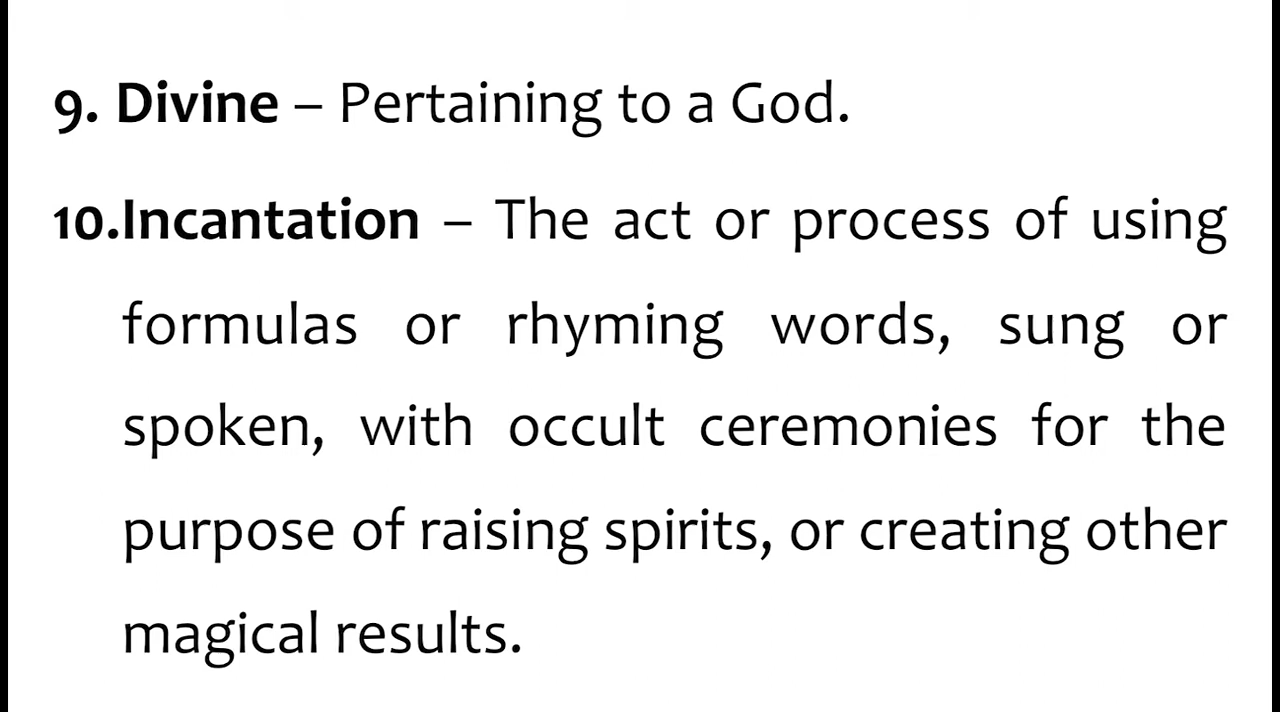 9. Divine – Pertaining to a God.
10.Incantation – The act or process of using
formulas or rhyming words, sung or
spoken, with occult ceremonies for the
purpose of raising spirits, or creating other
magical results.